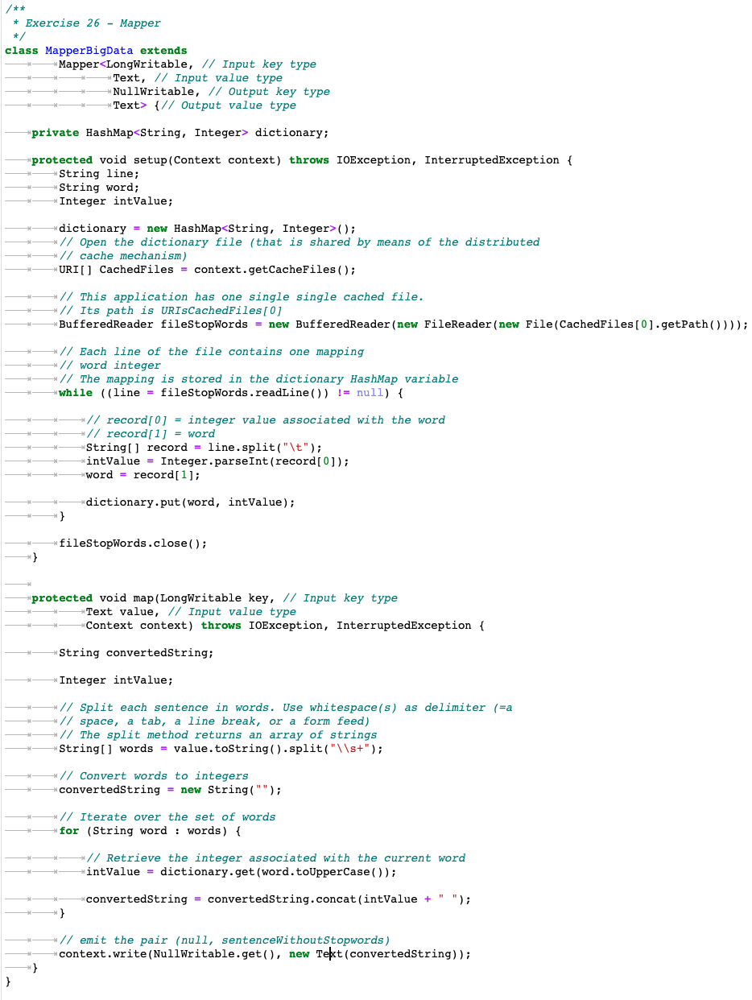 /**
 * Exercise 26 - Mapper
 */
class MapperBigData extends
		Mapper<LongWritable, // Input key type
				Text, // Input value type
				NullWritable, // Output key type
				Text> {// Output value type

	private HashMap<String, Integer> dictionary;

	protected void setup(Context context) throws IOException, InterruptedException {
		String line;
		String word;
		Integer intValue;

		dictionary = new HashMap<String, Integer>();
		// Open the dictionary file (that is shared by means of the distributed
		// cache mechanism)
		URI[] CachedFiles = context.getCacheFiles();

		// This application has one single single cached file.
		// Its path is URIsCachedFiles[0]
		BufferedReader fileStopWords = new BufferedReader(new FileReader(new File(CachedFiles[0].getPath())));

		// Each line of the file contains one mapping
		// word integer
		// The mapping is stored in the dictionary HashMap variable
		while ((line = fileStopWords.readLine()) != null) {

			// record[0] = integer value associated with the word
			// record[1] = word
			String[] record = line.split("\t");
			intValue = Integer.parseInt(record[0]);
			word = record[1];

			dictionary.put(word, intValue);
		}

		fileStopWords.close();
	}

	protected void map(LongWritable key, // Input key type
			Text value, // Input value type
			Context context) throws IOException, InterruptedException {

		String convertedString;

		Integer intValue;

		// Split each sentence in words. Use whitespace(s) as delimiter (=a
		// space, a tab, a line break, or a form feed)
		// The split method returns an array of strings
		String[] words = value.toString().split("\\s+");

		// Convert words to integers
		convertedString = new String("");

		// Iterate over the set of words
		for (String word : words) {

			// Retrieve the integer associated with the current word
			intValue = dictionary.get(word.toUpperCase());

			convertedString = convertedString.concat(intValue + " ");
		}

		// emit the pair (null, sentenceWithoutStopwords)
		context.write(NullWritable.get(), new Text(convertedString));
	}
}